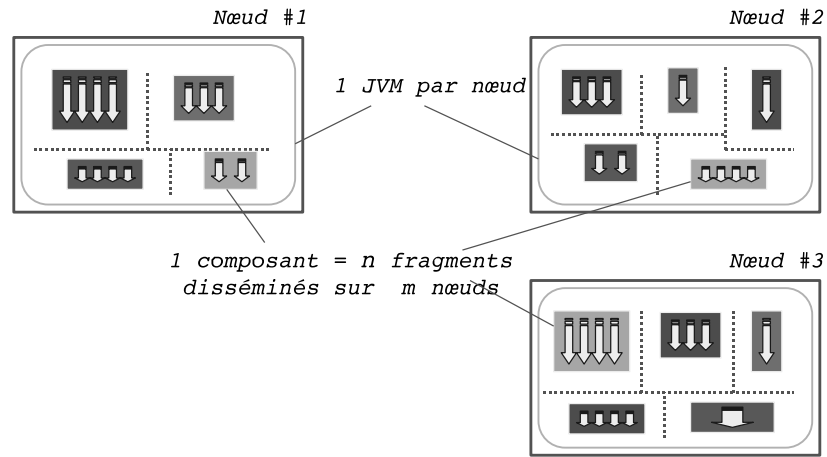 Nœud #1
Nœud #2
1 JVM par nœud
1 composant = n fragments
disséminés sur m nœuds
Nœud #3